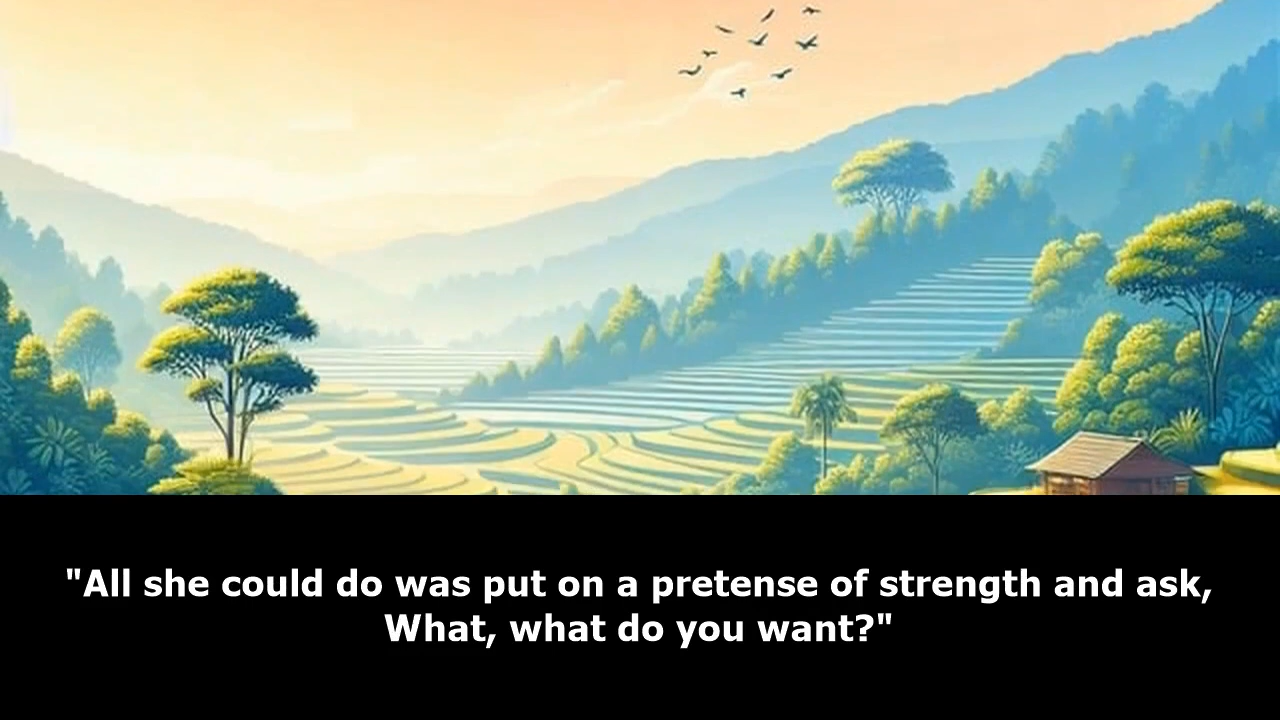 "All she could do was put on a pretense of strength and ask,
What, what do you want?"